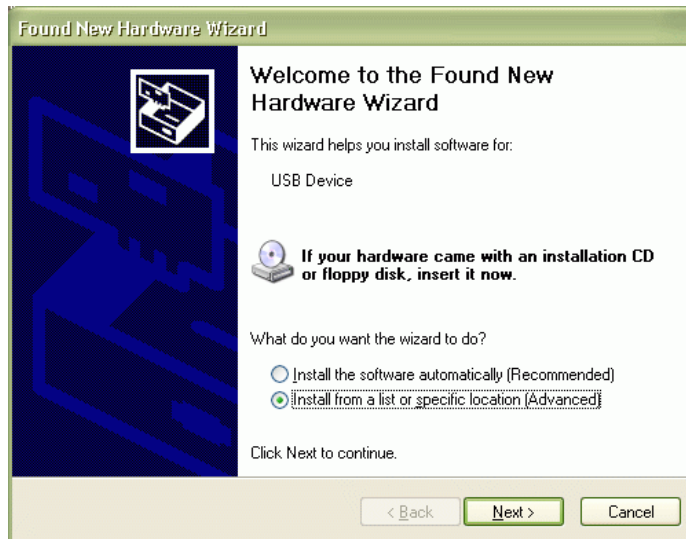 Found New Hardware Wizard
Welcome to the Found New
Hardware Wizard
This wizard helps you install software for:
USB Device
If your hardware came with an installation CD
or floppy disk, insert it now.
What do you want the wizard to do?
Install the software automatically (Recommended)
Install from a list or specific location (Advanced)
Click Next to continue.
< Back Next > Cancel